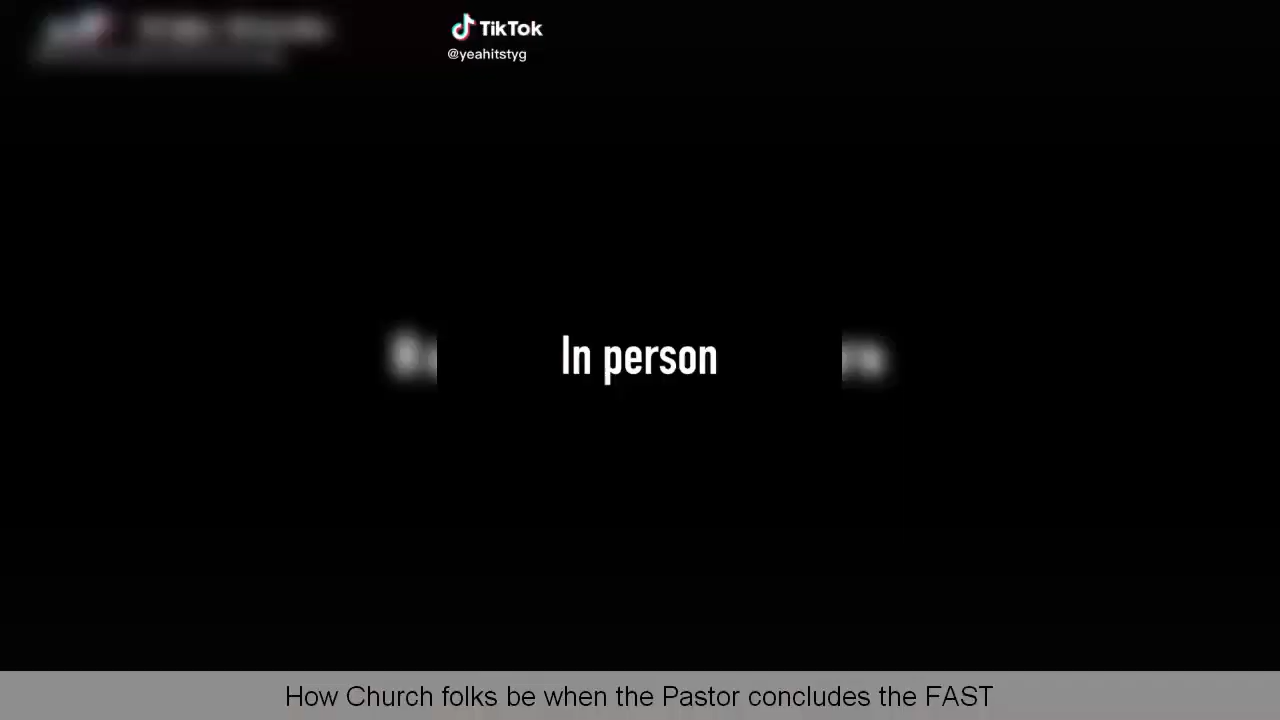 TikTok
@yeahitstyg
In person
How Church folks be when the Pastor concludes the FAST